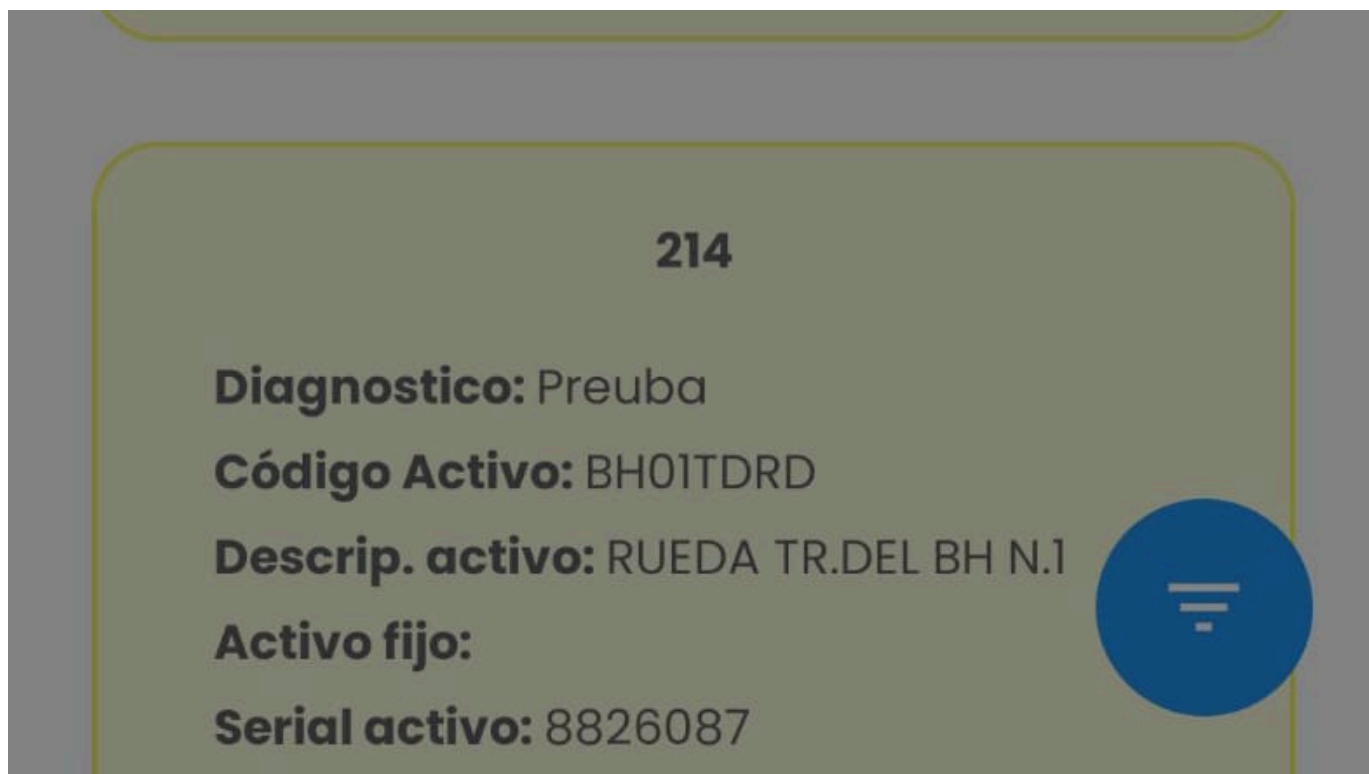 214
Diagnostico: Preuba
Código Activo: BH01TDRD
Descrip. activo: RUEDA TR.DEL BH N.1
Activo fijo:
Serial activo: 8826087